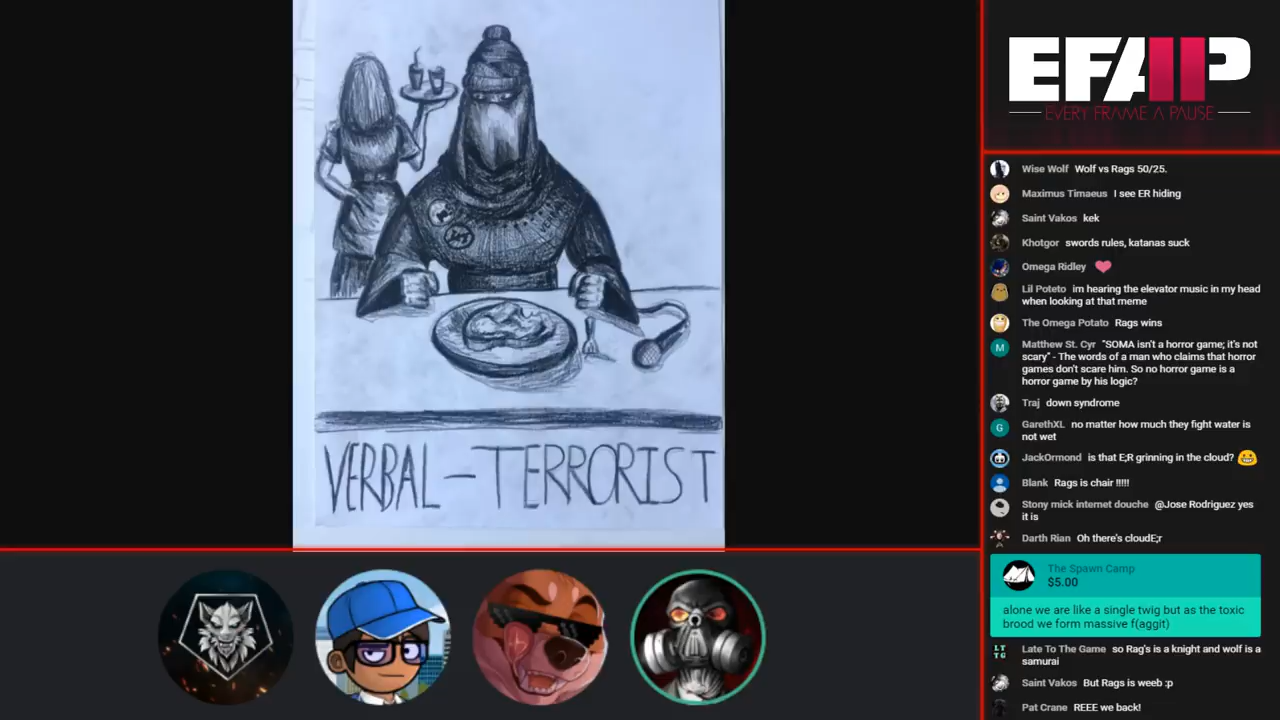 VERBAL-TERRORIST
EFAP
EVERY FRAME A PAUSE
Wise Wolf Wolf vs Rags 50/25.
Maximus Timaeus I see ER hiding
Saint Vakos kek
Khotgor swords rules, katanas suck
Omega Ridley
Lil Poteto im hearing the elevator music in my head
when looking at that meme
The Omega Potato Rags wins
M
Matthew St. Cyr "SOMA isn't a horror game; it's not
scary" - The words of a man who claims that horror
games don't scare him. So no horror game is a
horror game by his logic?
Traj down syndrome
G
GarethXL no matter how much they fight water is
not wet
JackOrmond is that E;R grinning in the cloud?
Blank Rags is chair !!!!!
Stony mick internet douche @Jose Rodriguez yes
it is
Darth Rian Oh there's cloudE;r
The Spawn Camp
$5.00
alone we are like a single twig but as the toxic
brood we form massive f(aggit)
LT
TG
Late To The Game so Rag's is a knight and wolf is a
samurai
Saint Vakos But Rags is weeb :p
Pat Crane REEE we back!